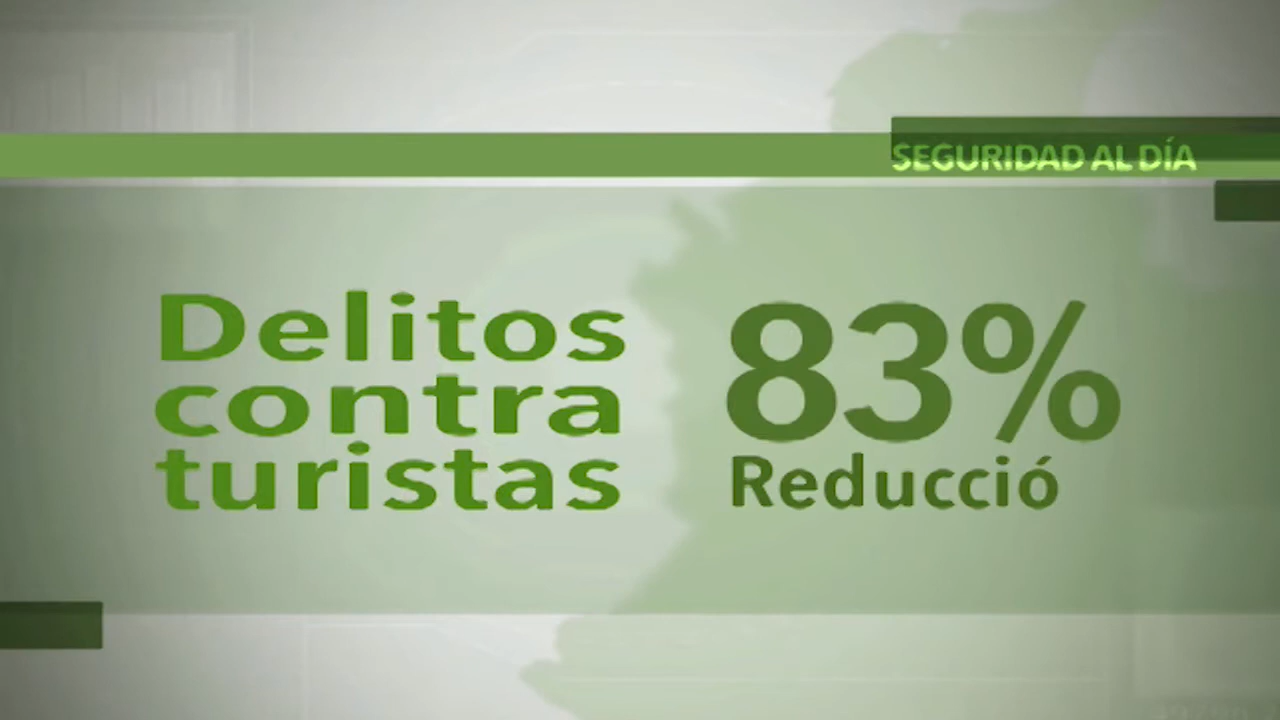 SEGURIDAD AL DÍA
Delitos
contra
turistas
83%
Reducció